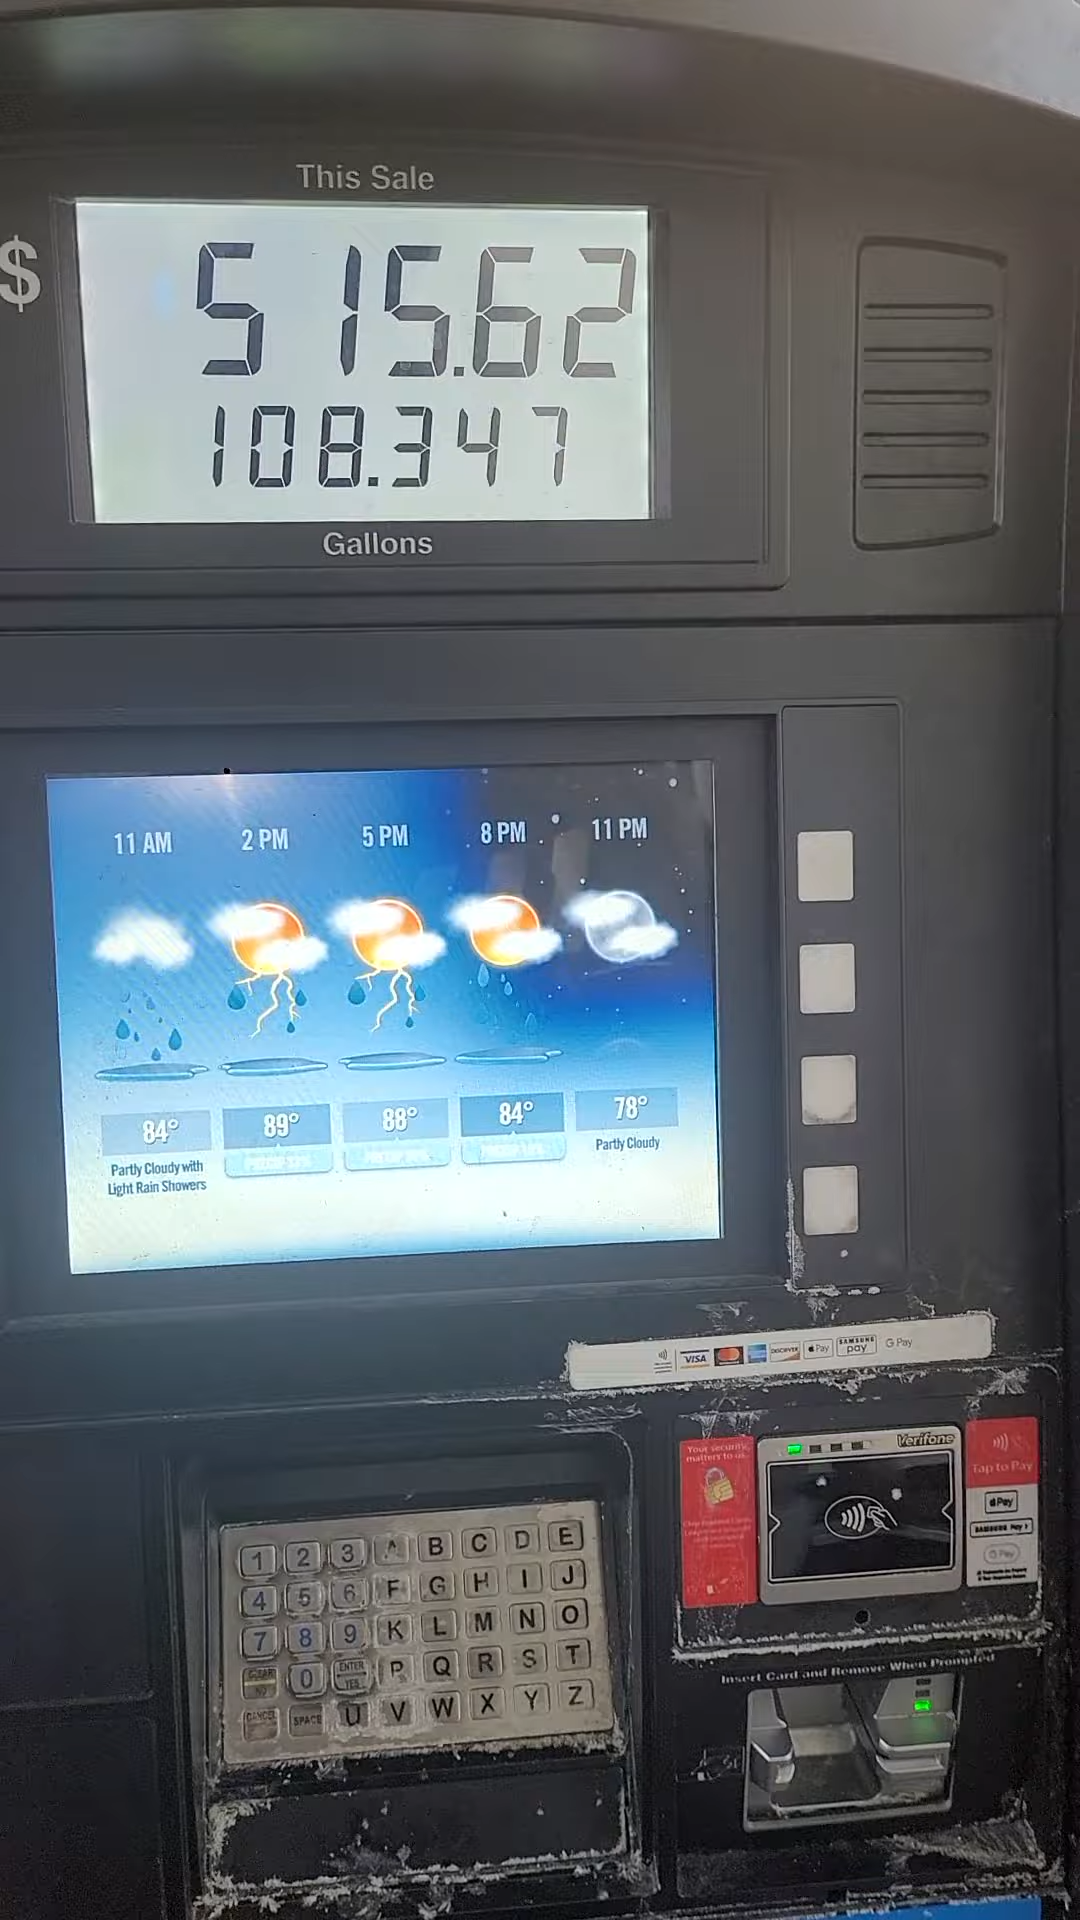 This Sale
$ 515.62
108.347
Gallons
11 AM 2 PM 5 PM 8 PM 11 PM
84° 89° 88° 84° 78°
Partly Cloudy with
Light Rain Showers
Partly Cloudy
VISA DISCOVER Pay SAMSUNG pay G Pay
Your security
matters to us.
Verifone
Tap to Pay
Pay
SAMSUNG Pay
G Pay
Insert Card and Remove When Prompted
1 2 3 A B C D E
4 5 6 F G H I J
7 8 9 K L M N O
CLEAR NO 0 ENTER YES P Q R S T
CANCEL SPACE U V W X Y Z